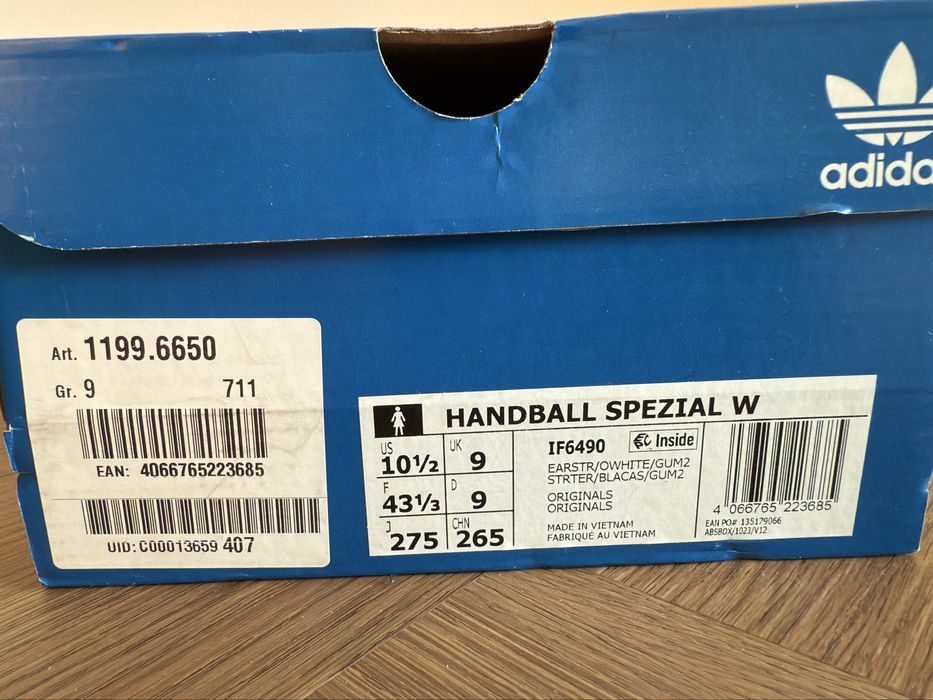 adidas
Art. 1199.6650
Gr. 9 711
EAN: 4066765223685
UID: C00013659 407
HANDBALL SPEZIAL W
US 10½ UK 9
F 43⅓ D 9
J 275 CHN 265
IF6490 Inside
EARSTR/OWHITE/GUM2
STRTER/BLACAS/GUM2
ORIGINALS
ORIGINALS
MADE IN VIETNAM
FABRIQUÉ AU VIETNAM
4 066765 223685
EAN PO# 135179066
ABSBOX/1023/V12